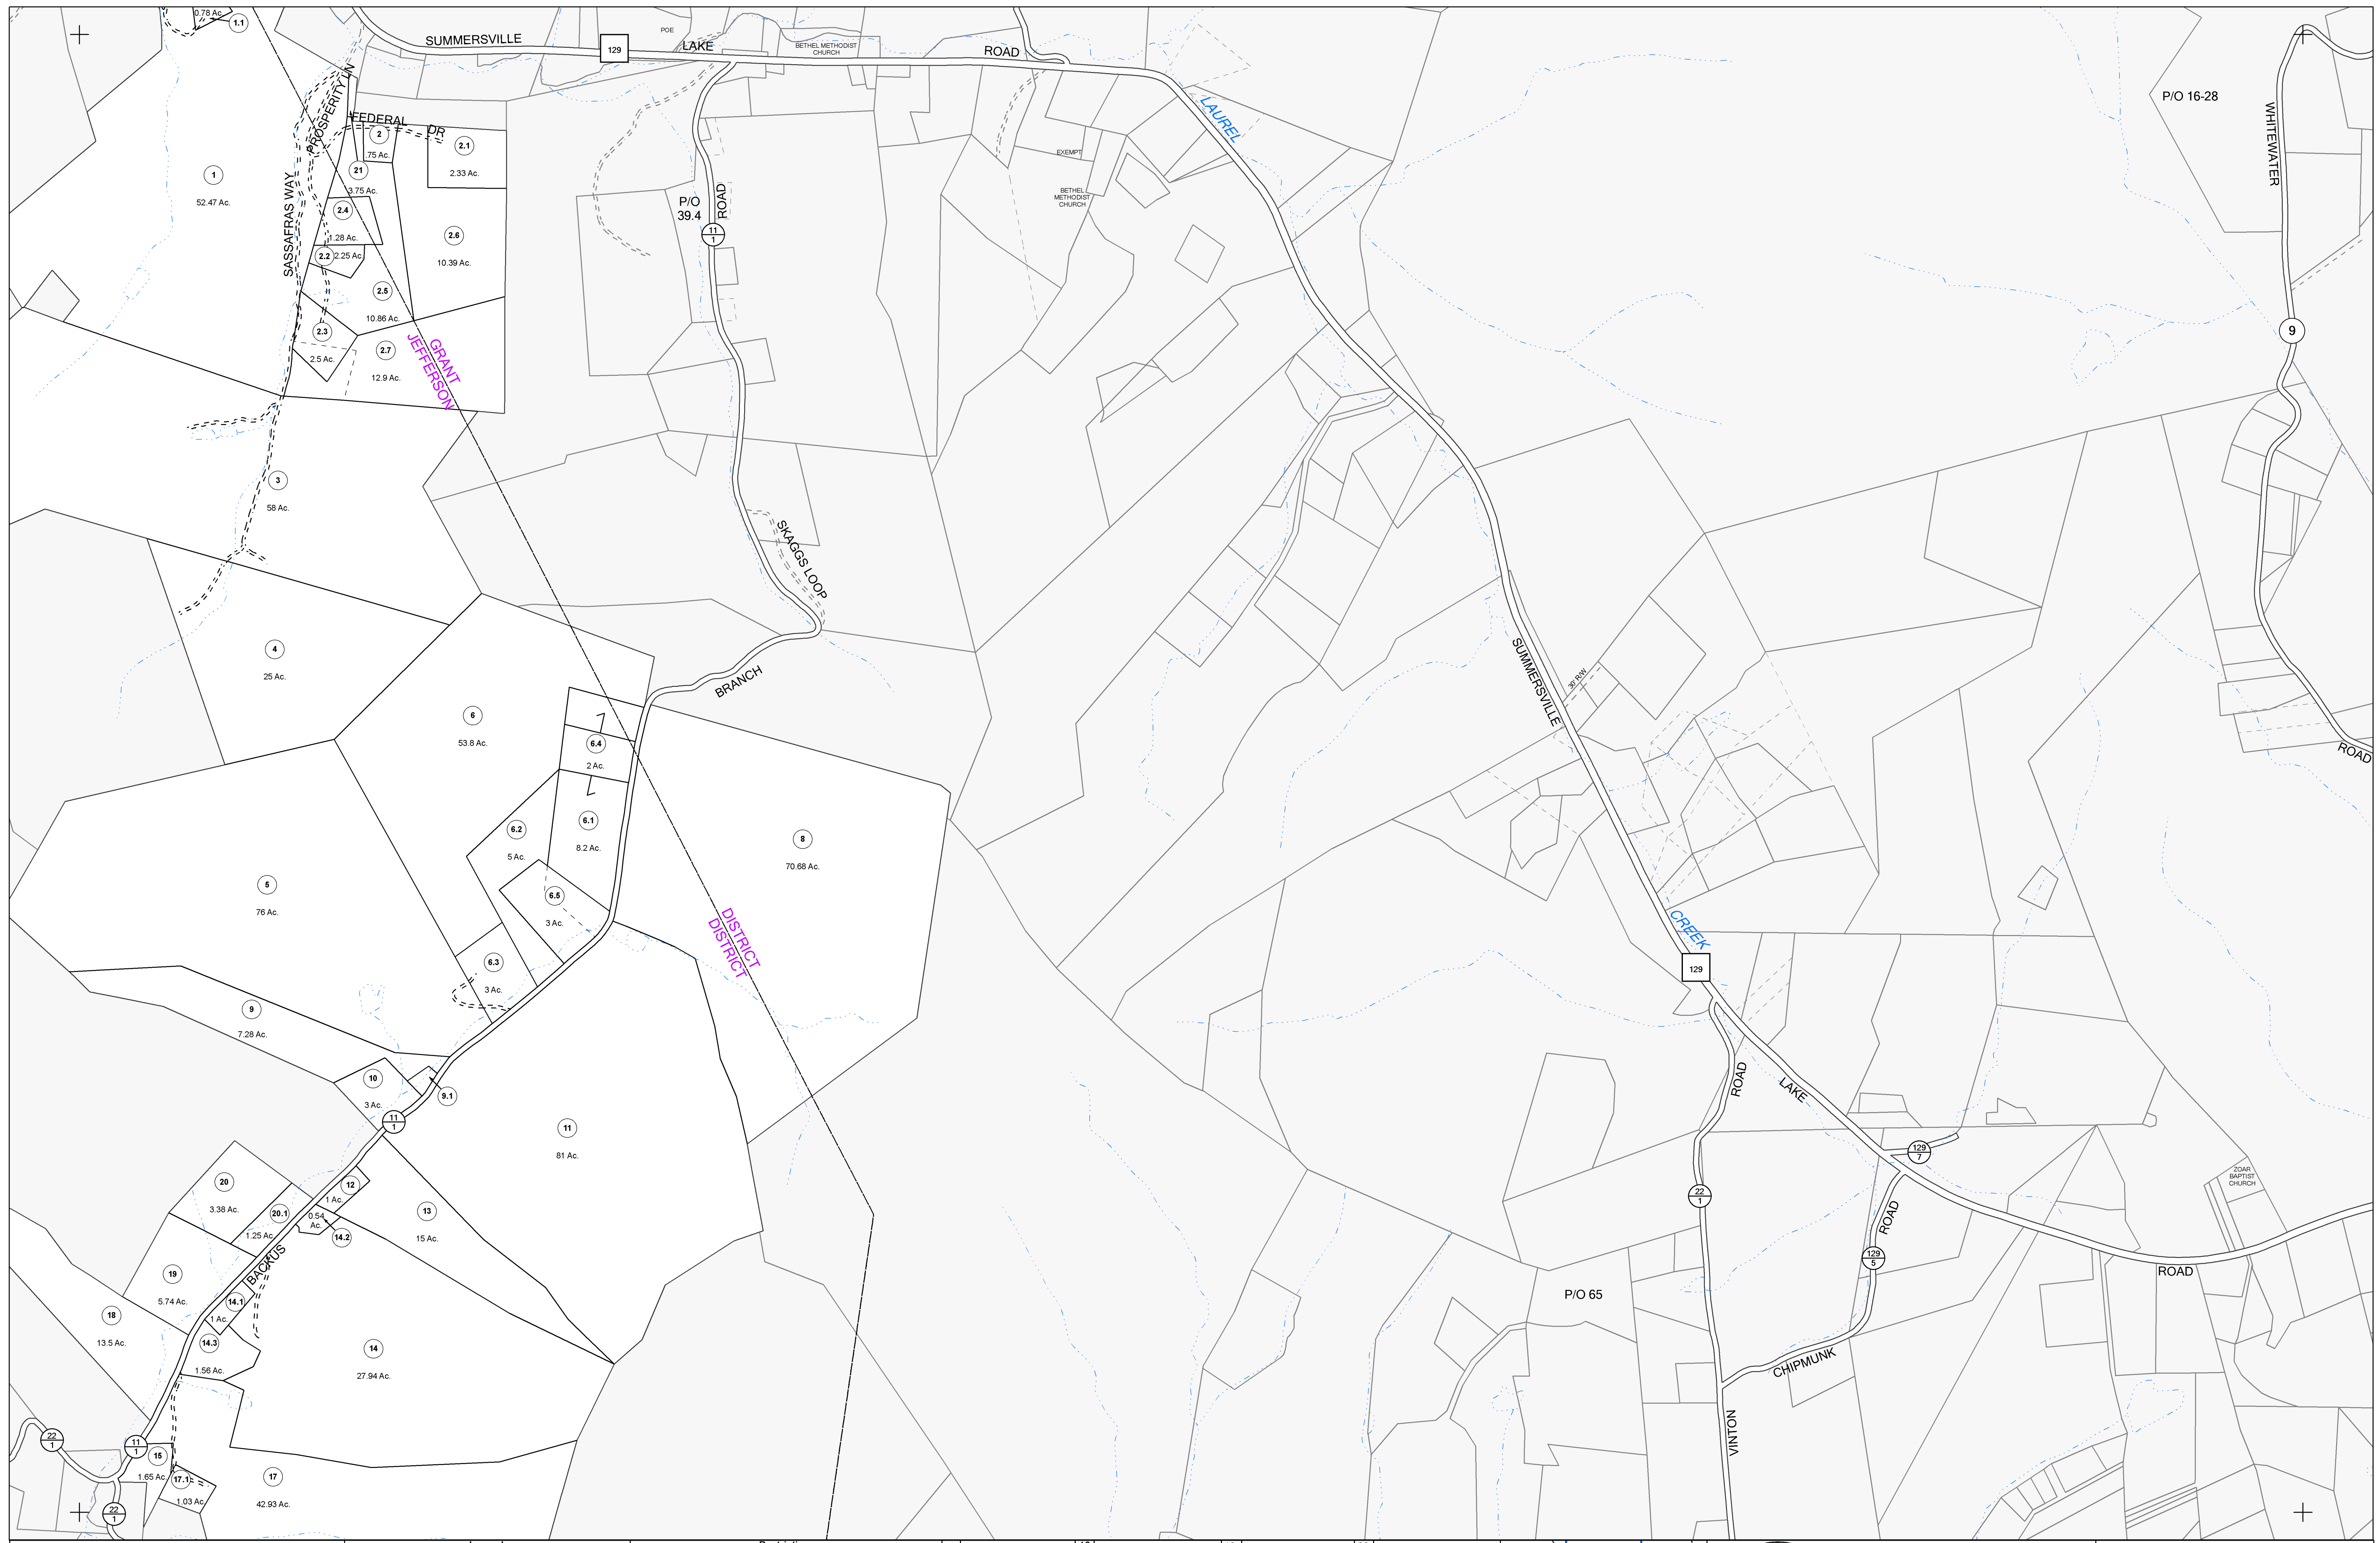 0.78 Ac.
1.1
SUMMERSVILLE
129
LAKE
POE
BETHEL METHODIST
CHURCH
ROAD
P/O 16-28
WHITEWATER
LAUREL
PROSPERITY LN
FEDERAL
DR
2
.75 Ac.
2.1
2.33 Ac.
EXEMPT
1
52.47 Ac.
21
3.75 Ac.
SASSAFRAS WAY
BETHEL
METHODIST
CHURCH
P/O
39.4
ROAD
11
1
2.4
1.28 Ac.
2.6
10.39 Ac.
2.2
2.25 Ac.
2.5
10.86 Ac.
2.3
2.5 Ac.
2.7
12.9 Ac.
GRANT
JEFFERSON
9
3
58 Ac.
SKAGGS LOOP
4
25 Ac.
BRANCH
SUMMERSVILLE
30' R/W
6
53.8 Ac.
6.4
2 Ac.
ROAD
6.2
5 Ac.
6.1
8.2 Ac.
8
70.68 Ac.
5
76 Ac.
6.5
3 Ac.
DISTRICT
DISTRICT
CREEK
129
6.3
3 Ac.
9
7.28 Ac.
10
3 Ac.
9.1
11
1
ROAD
LAKE
11
81 Ac.
129
7
ZOAR
BAPTIST
CHURCH
20
3.38 Ac.
12
1 Ac.
22
1
20.1
1.25 Ac.
0.54
Ac.
14.2
13
15 Ac.
ROAD
129
5
BACKUS
19
5.74 Ac.
ROAD
14.1
1 Ac.
P/O 65
18
13.5 Ac.
14.3
1.56 Ac.
14
27.94 Ac.
CHIPMUNK
VINTON
22
1
11
1
15
1.65 Ac.
17.1
1.03 Ac.
17
42.93 Ac.
22
1